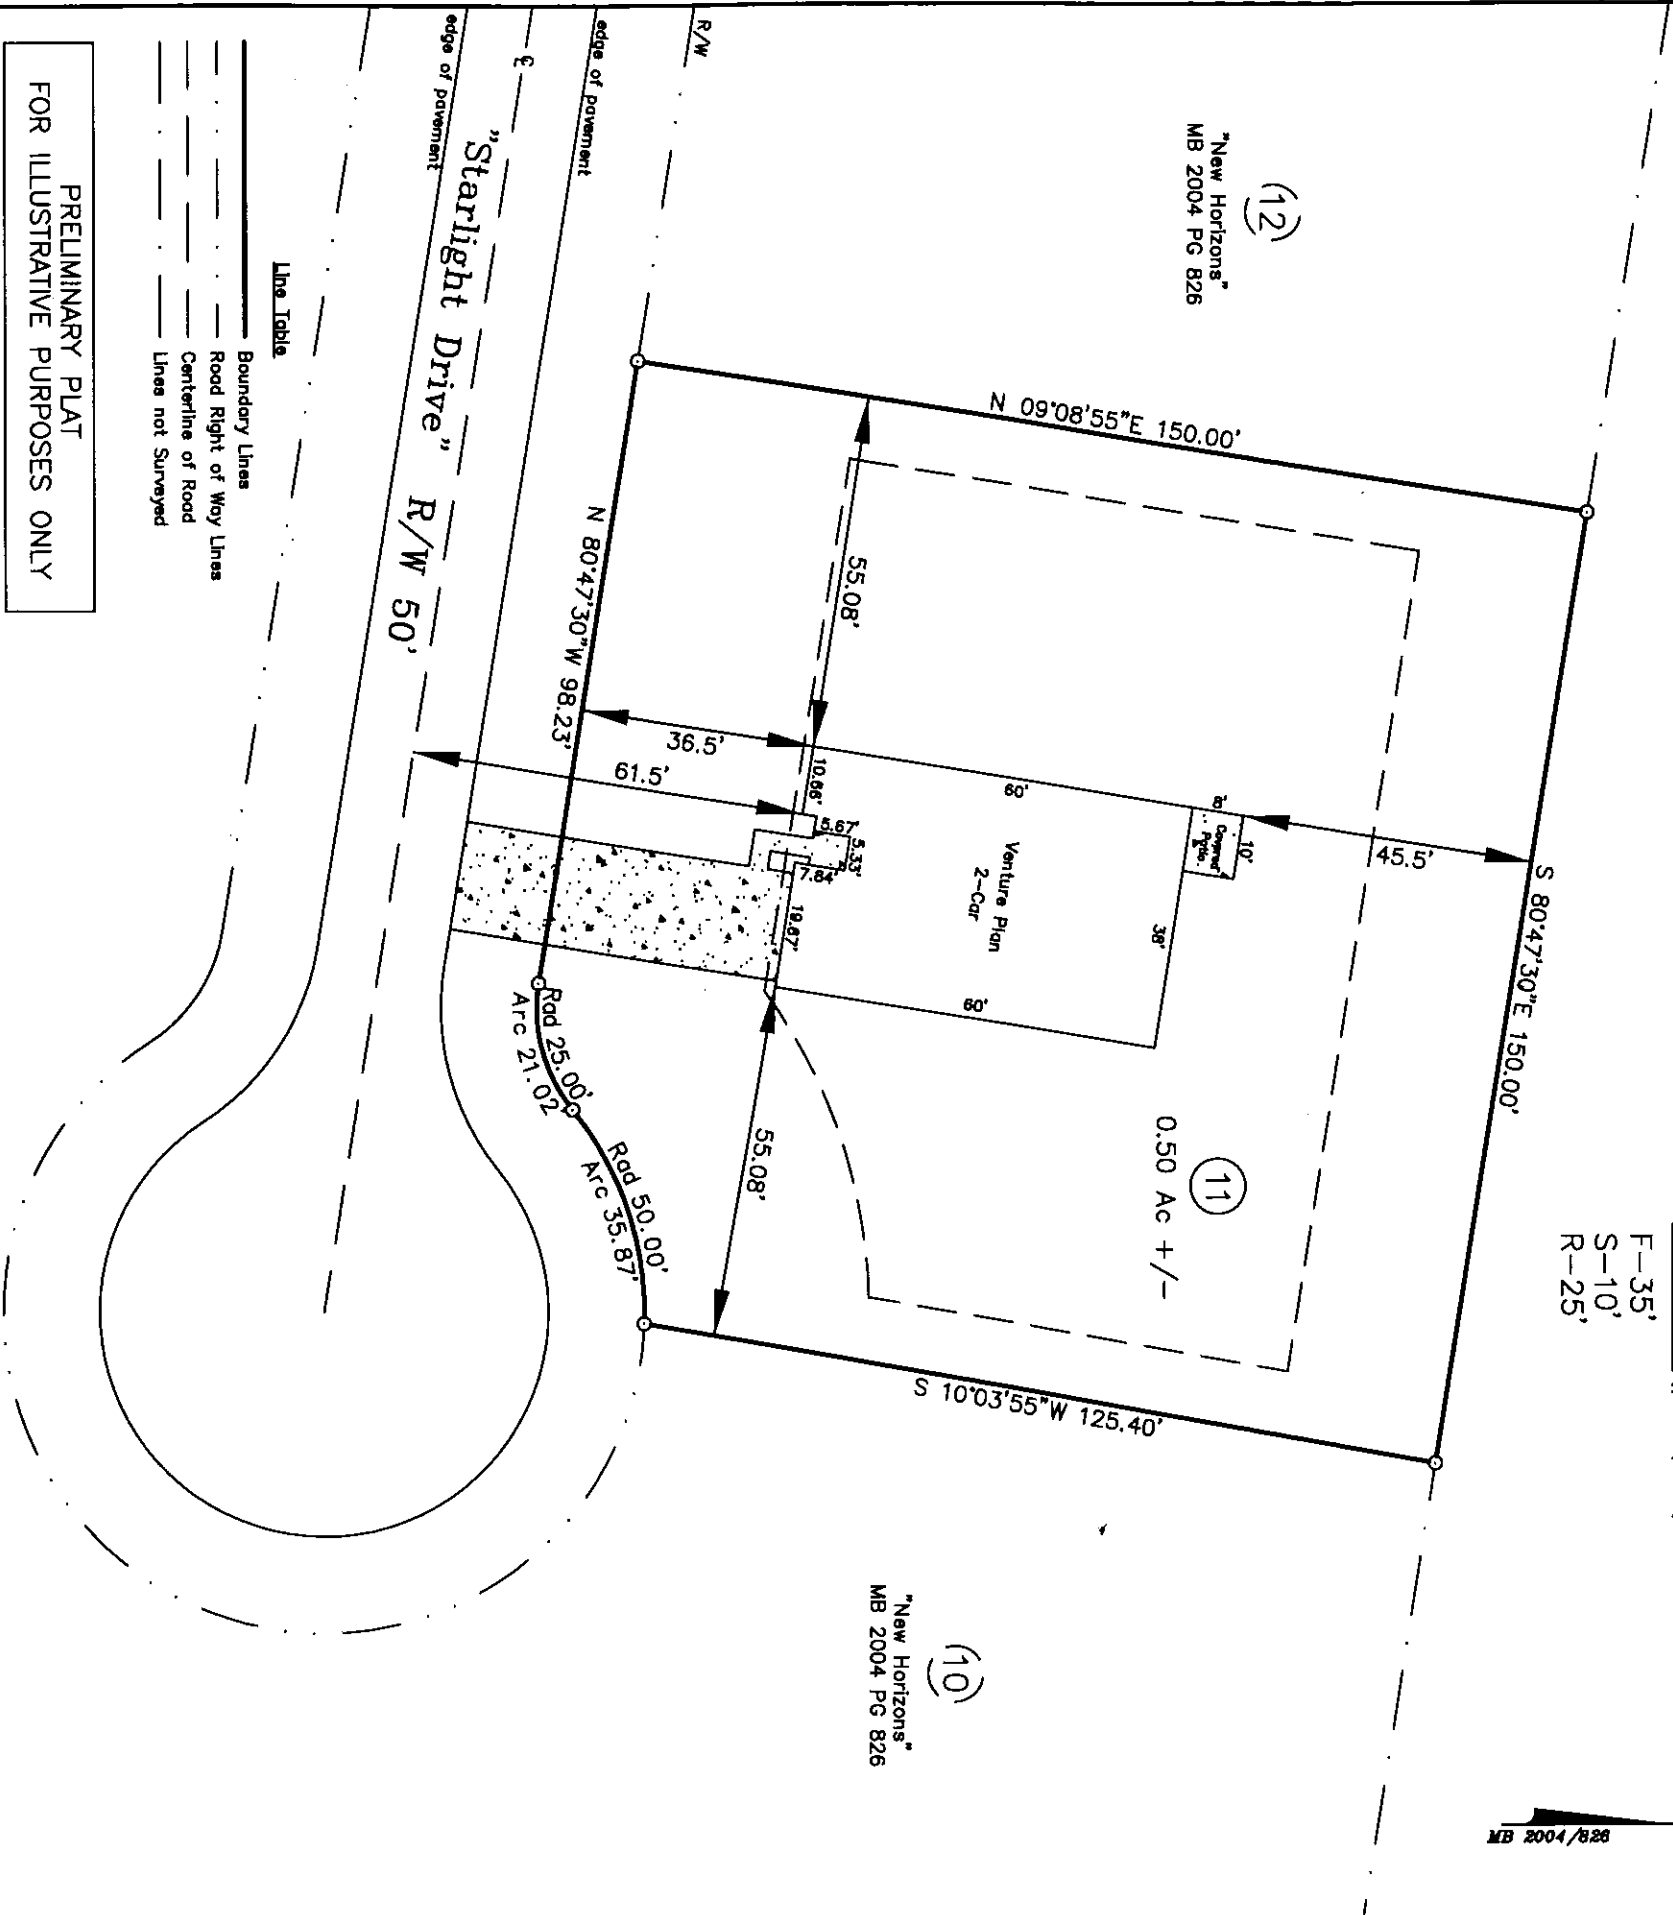 F-35'
S-10'
R-25'
MB 2004/826
(12)
"New Horizons"
MB 2004 PG 826
N 09°08'55"E 150.00'
S 80°47'30"E 150.00'
45.5'
8'
10'
Covered
Patio
60'
38'
Venture Plan
2-Car
60'
11
0.50 Ac +/-
55.08'
10.66'
5.67'
5.33'
7.84'
19.67'
55.08'
36.5'
61.5'
S 10°03'55"W 125.40'
N 80°47'30"W 98.23'
Rad 25.00'
Arc 21.02'
Rad 50.00'
Arc 35.87'
(10)
"New Horizons"
MB 2004 PG 826
R/W
edge of pavement
℄
edge of pavement
"Starlight Drive" R/W 50'
Line Table
Boundary Lines
Road Right of Way Lines
Centerline of Road
Lines not Surveyed
PRELIMINARY PLAT
FOR ILLUSTRATIVE PURPOSES ONLY